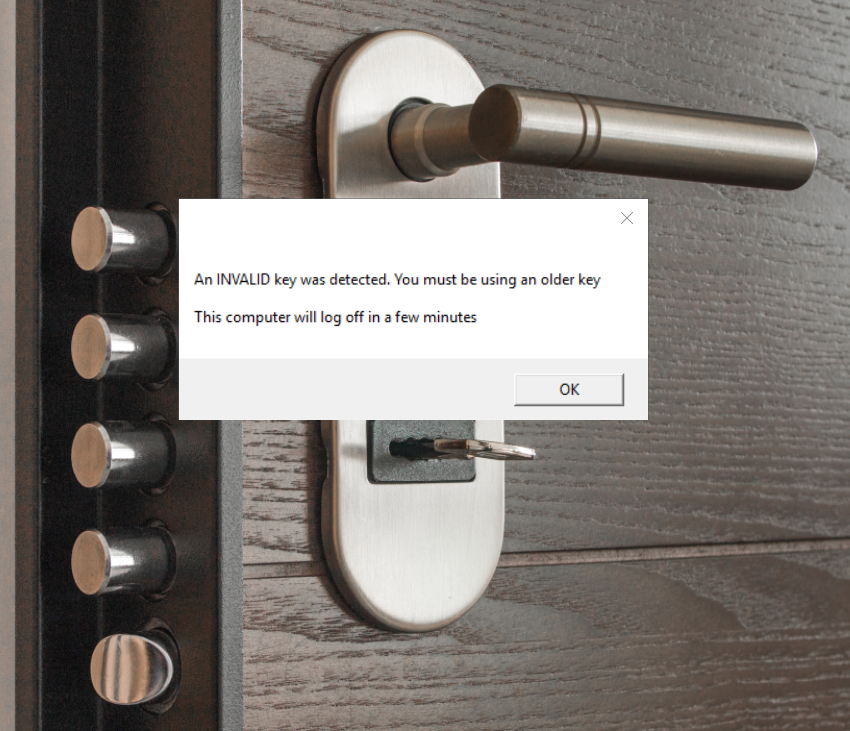 An INVALID key was detected. You must be using an older key
This computer will log off in a few minutes
OK